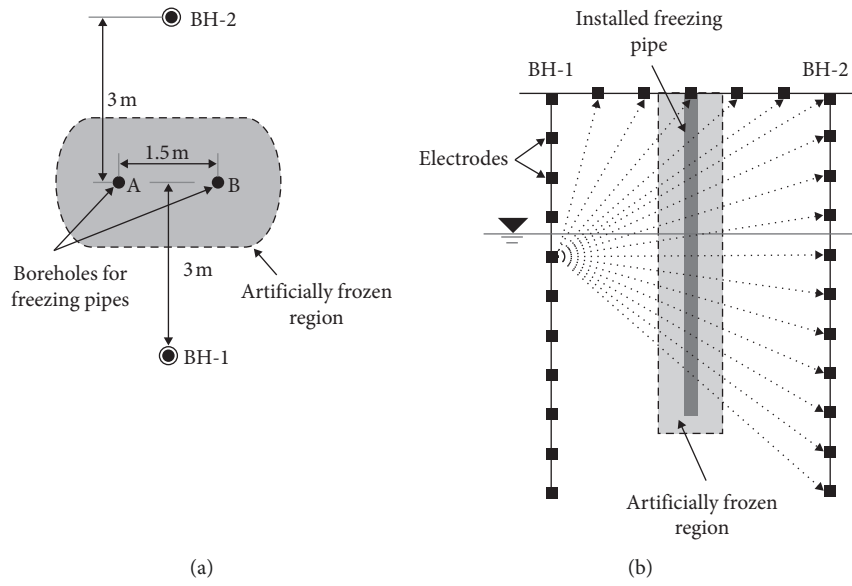 BH-2
3 m
1.5 m
A
B
3 m
Boreholes for
freezing pipes
Artificially frozen
region
BH-1
(a)
Installed freezing
pipe
BH-1
BH-2
Electrodes
Artificially frozen
region
(b)